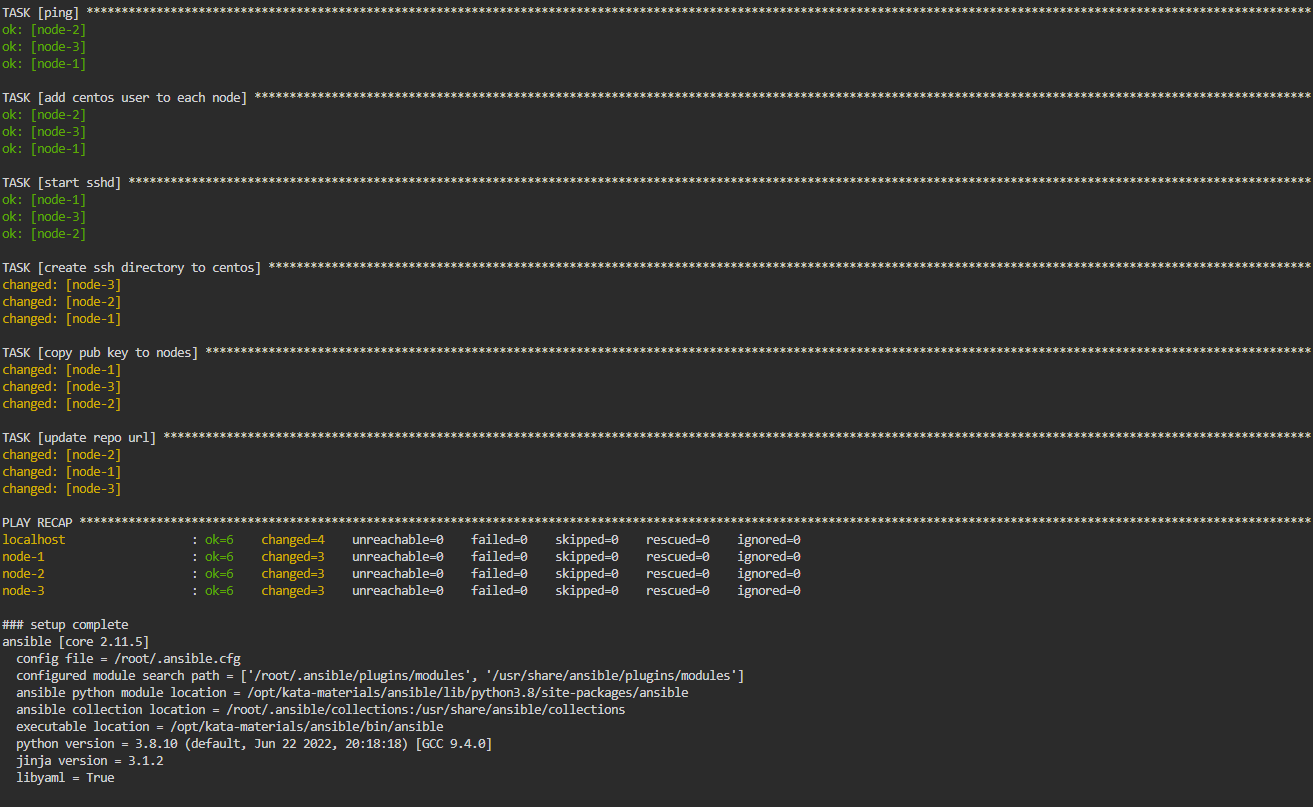 TASK [ping] ****************************************************************************************************************************************************************************
ok: [node-2]
ok: [node-3]
ok: [node-1]
TASK [add centos user to each node] ****************************************************************************************************************************************************
ok: [node-2]
ok: [node-3]
ok: [node-1]
TASK [start sshd] **********************************************************************************************************************************************************************
ok: [node-1]
ok: [node-3]
ok: [node-2]
TASK [create ssh directory to centos] **************************************************************************************************************************************************
changed: [node-3]
changed: [node-2]
changed: [node-1]
TASK [copy pub key to nodes] ***********************************************************************************************************************************************************
changed: [node-1]
changed: [node-3]
changed: [node-2]
TASK [update repo url] *****************************************************************************************************************************************************************
changed: [node-2]
changed: [node-1]
changed: [node-3]
PLAY RECAP *****************************************************************************************************************************************************************************
localhost                  : ok=6    changed=4    unreachable=0    failed=0    skipped=0    rescued=0    ignored=0
node-1                     : ok=6    changed=3    unreachable=0    failed=0    skipped=0    rescued=0    ignored=0
node-2                     : ok=6    changed=3    unreachable=0    failed=0    skipped=0    rescued=0    ignored=0
node-3                     : ok=6    changed=3    unreachable=0    failed=0    skipped=0    rescued=0    ignored=0
### setup complete
ansible [core 2.11.5]
  config file = /root/.ansible.cfg
  configured module search path = ['/root/.ansible/plugins/modules', '/usr/share/ansible/plugins/modules']
  ansible python module location = /opt/kata-materials/ansible/lib/python3.8/site-packages/ansible
  ansible collection location = /root/.ansible/collections:/usr/share/ansible/collections
  executable location = /opt/kata-materials/ansible/bin/ansible
  python version = 3.8.10 (default, Jun 22 2022, 20:18:18) [GCC 9.4.0]
  jinja version = 3.1.2
  libyaml = True